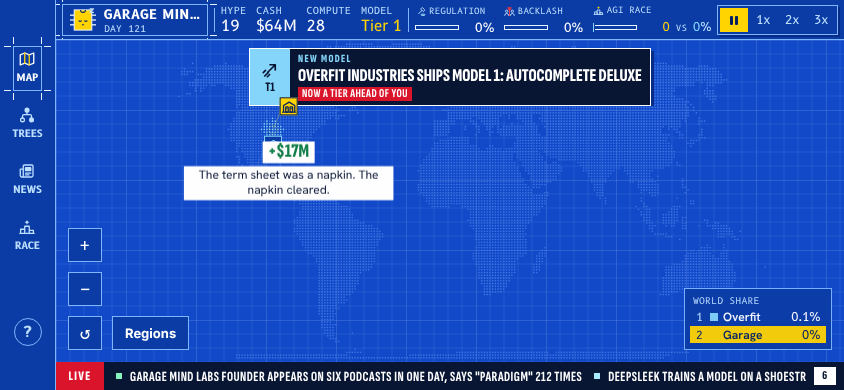 GARAGE MIN...
DAY 121
HYPE
19
CASH
$64M
COMPUTE
28
MODEL
Tier 1
REGULATION
0%
BACKLASH
0%
AGI RACE
0 VS 0%
1x 2x 3x
MAP
TREES
NEWS
RACE
?
T1
NEW MODEL
OVERFIT INDUSTRIES SHIPS MODEL 1: AUTOCOMPLETE DELUXE
NOW A TIER AHEAD OF YOU
+$17M
The term sheet was a napkin. The
napkin cleared.
+
−
↺
Regions
WORLD SHARE
1 Overfit 0.1%
2 Garage 0%
LIVE
GARAGE MIND LABS FOUNDER APPEARS ON SIX PODCASTS IN ONE DAY, SAYS "PARADIGM" 212 TIMES
DEEPSLEEK TRAINS A MODEL ON A SHOESTR
6